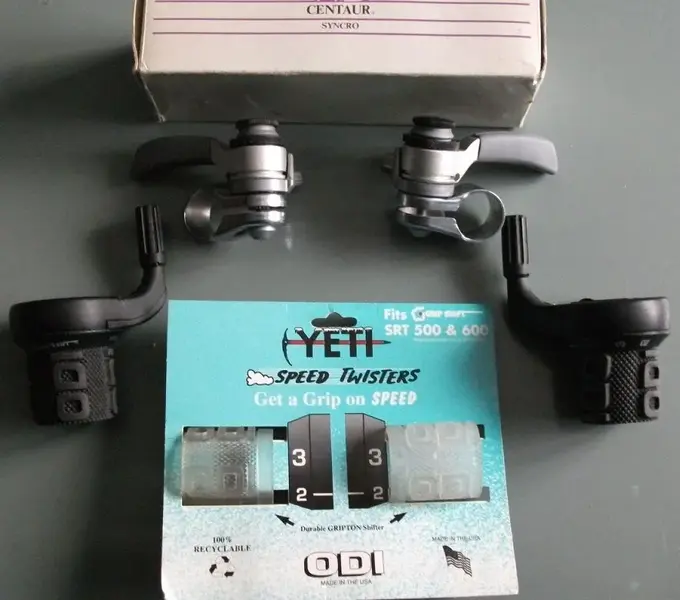 CENTAUR
SYNCRO
YETI
Fits GRIP SHIFT
SRT 500 & 600
SPEED TWISTERS
Get a Grip on SPEED
3
3
2
2
Durable GRIPTON Shifter
100%
RECYCLABLE
MADE IN THE USA
ODI
MADE IN THE USA